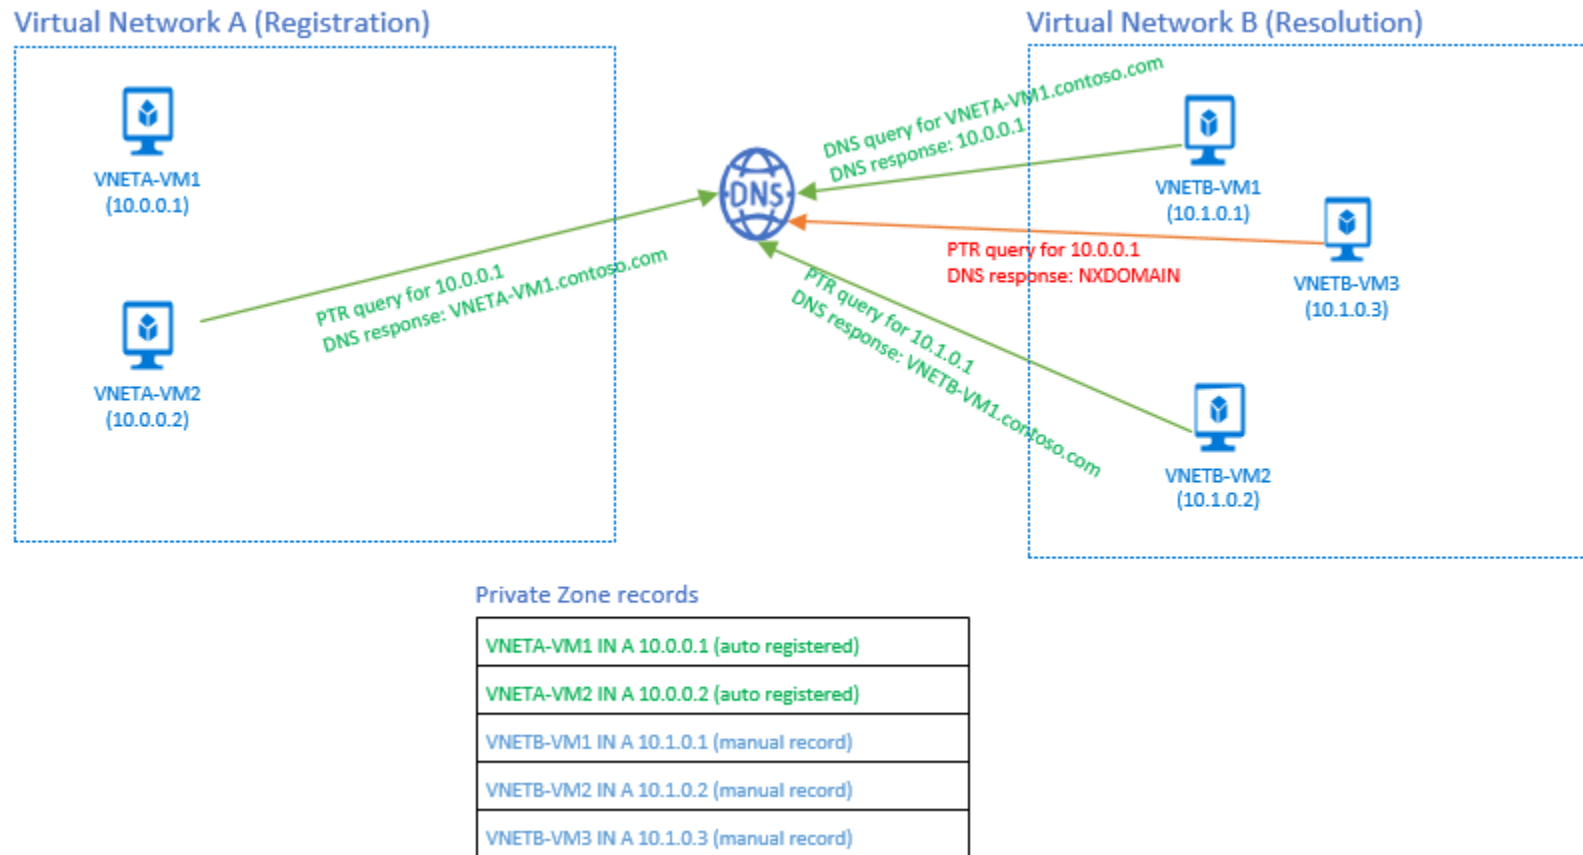 Virtual Network A (Registration)
Virtual Network B (Resolution)
VNETA-VM1
(10.0.0.1)
VNETA-VM2
(10.0.0.2)
PTR query for 10.0.0.1
DNS response: VNETA-VM1.contoso.com
DNS
DNS query for VNETA-VM1.contoso.com
DNS response: 10.0.0.1
VNETB-VM1
(10.1.0.1)
PTR query for 10.0.0.1
DNS response: NXDOMAIN
VNETB-VM3
(10.1.0.3)
PTR query for 10.1.0.1
DNS response: VNETB-VM1.contoso.com
VNETB-VM2
(10.1.0.2)
Private Zone records
VNETA-VM1 IN A 10.0.0.1 (auto registered)
VNETA-VM2 IN A 10.0.0.2 (auto registered)
VNETB-VM1 IN A 10.1.0.1 (manual record)
VNETB-VM2 IN A 10.1.0.2 (manual record)
VNETB-VM3 IN A 10.1.0.3 (manual record)